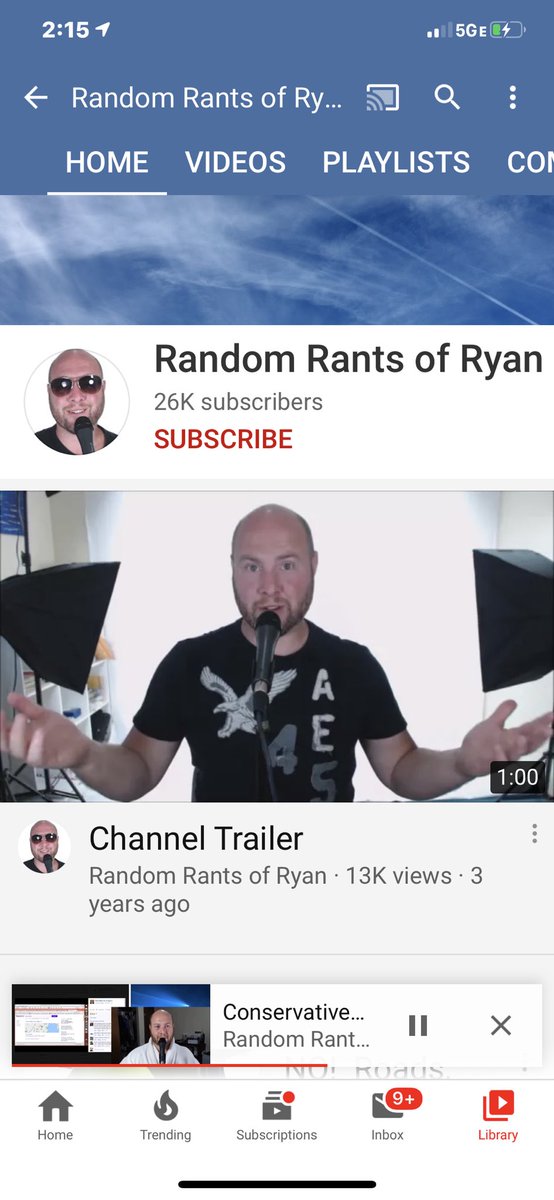 2:15
5GE
Random Rants of Ry...
HOME VIDEOS PLAYLISTS COM
Random Rants of Ryan
26K subscribers
SUBSCRIBE
AE5
45
1:00
Channel Trailer
Random Rants of Ryan · 13K views · 3
years ago
Conservative...
Random Rant...
NO! Roads.
9+
Home Trending Subscriptions Inbox Library